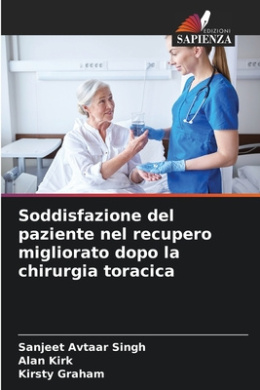 EDIZIONI
SAPIENZA
Soddisfazione del
paziente nel recupero
migliorato dopo la
chirurgia toracica
Sanjeet Avtaar Singh
Alan Kirk
Kirsty Graham